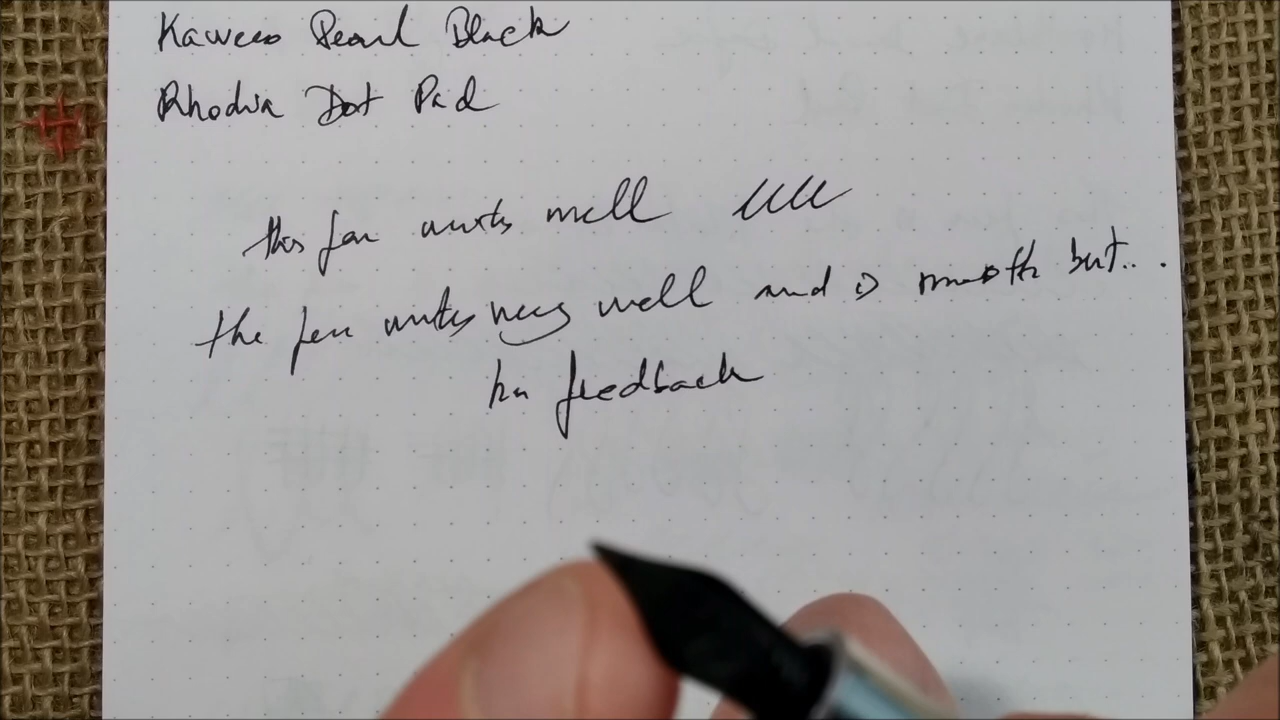 Kaweco Pearl Black
Rhodia Dot Pad
this pen writes well
the pen writes very well and is smooth but...
has feedback